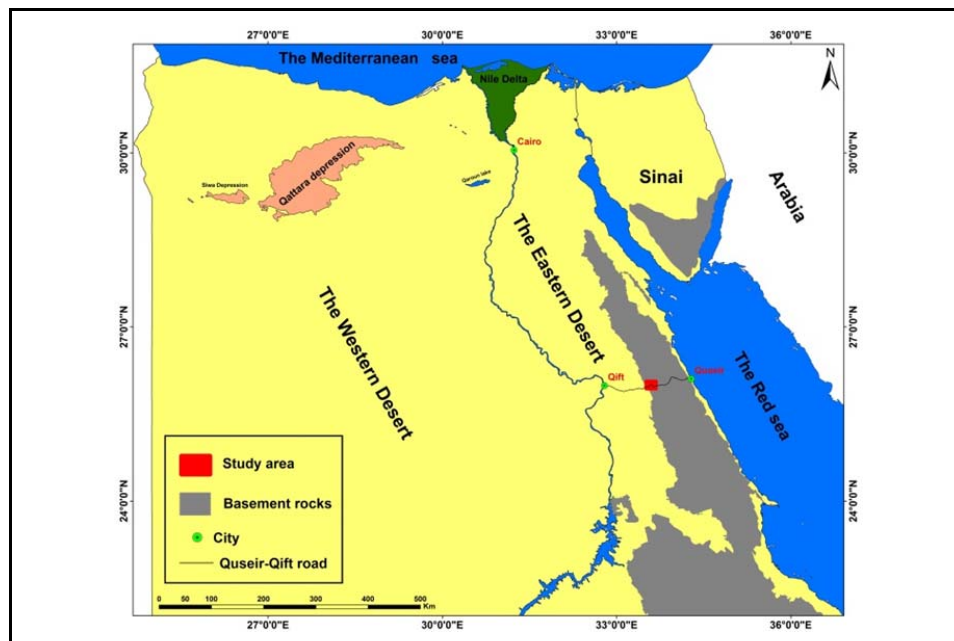 27°0'0"E 30°0'0"E 33°0'0"E 36°0'0"E
The Mediterranean sea
N
Nile Delta
30°0'0"N
Cairo
30°0'0"N
Qattara depression
Siwa Depression
Qaroun lake
Sinai
Arabia
The Eastern Desert
The Western Desert
27°0'0"N
27°0'0"N
The Red sea
Qift
Quseir
Study area
Basement rocks
City
Quseir-Qift road
24°0'0"N
24°0'0"N
0 50 100 200 300 400 500
Km
27°0'0"E 30°0'0"E 33°0'0"E 36°0'0"E